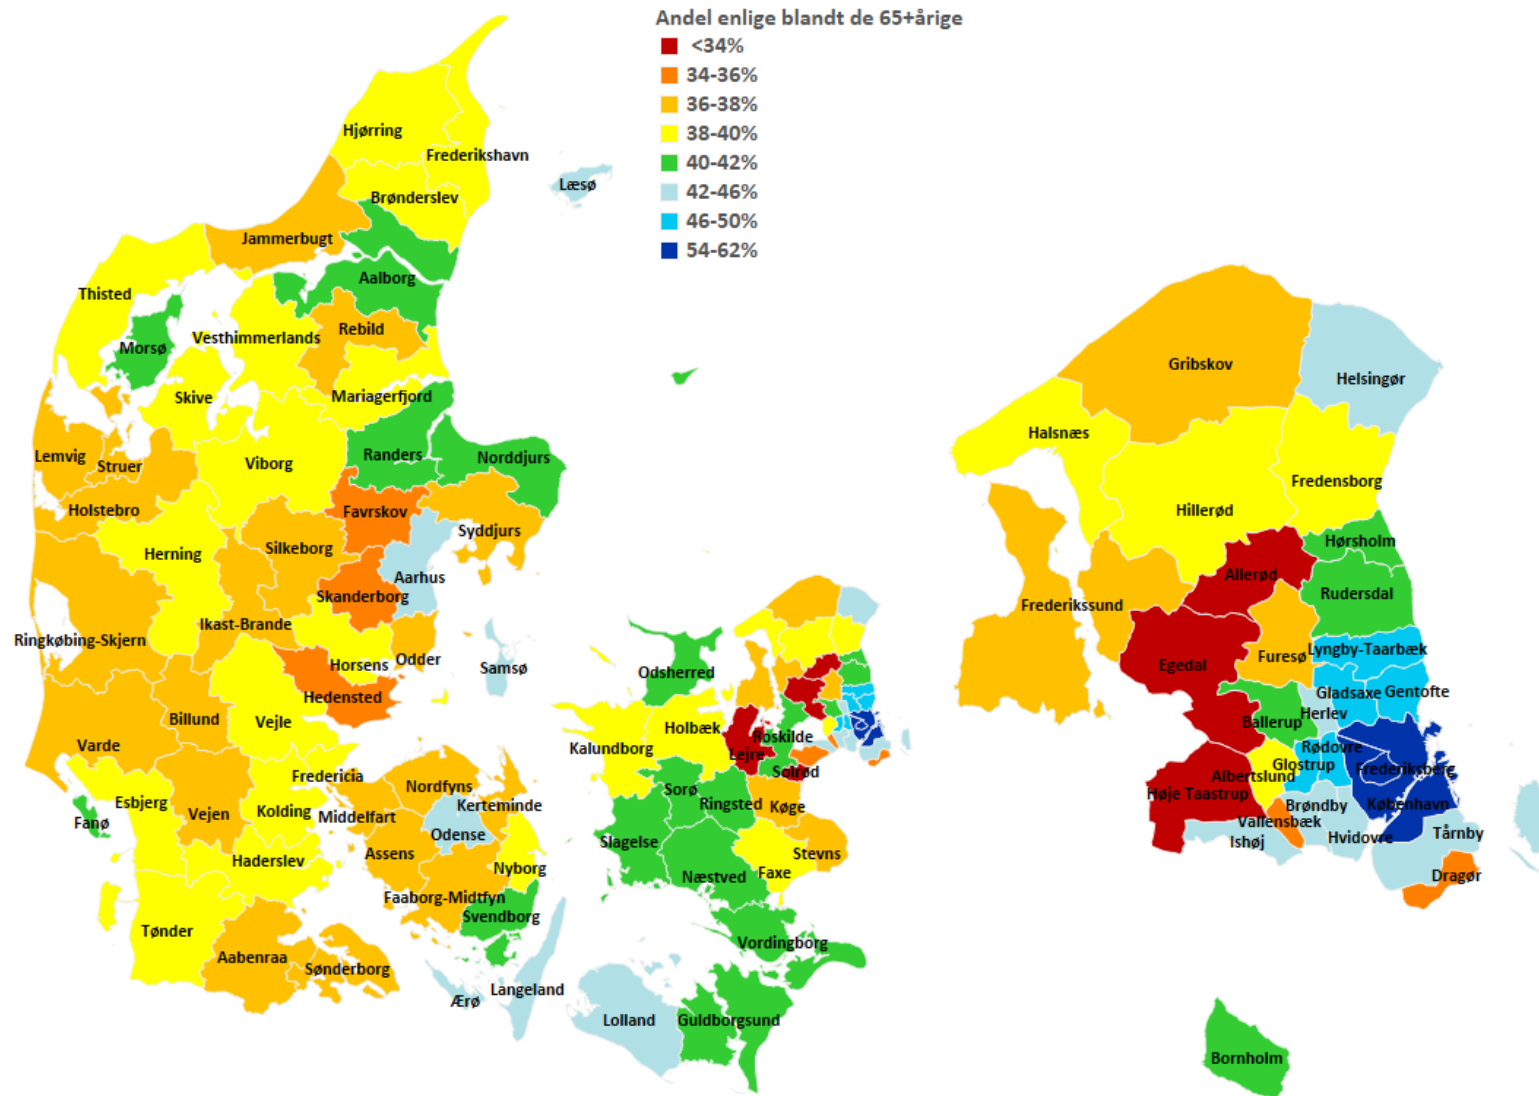 Andel enlige blandt de 65+årige
<34%
34-36%
36-38%
38-40%
40-42%
42-46%
46-50%
54-62%
Hjørring
Frederikshavn
Læsø
Brønderslev
Jammerbugt
Aalborg
Thisted
Rebild
Vesthimmerlands
Morsø
Mariagerfjord
Skive
Randers
Norddjurs
Lemvig
Struer
Viborg
Holstebro
Favrskov
Syddjurs
Herning
Silkeborg
Aarhus
Skanderborg
Ikast-Brande
Ringkøbing-Skjern
Horsens
Odder
Samsø
Hedensted
Billund
Vejle
Varde
Fredericia
Esbjerg
Kolding
Vejen
Fanø
Middelfart
Nordfyns
Kerteminde
Odense
Assens
Haderslev
Nyborg
Faaborg-Midtfyn
Svendborg
Tønder
Aabenraa
Sønderborg
Ærø
Langeland
Odsherred
Holbæk
Kalundborg
Roskilde
Lejre
Solrød
Sorø
Ringsted
Køge
Slagelse
Stevns
Faxe
Næstved
Vordingborg
Lolland
Guldborgsund
Gribskov
Helsingør
Halsnæs
Fredensborg
Hillerød
Hørsholm
Allerød
Rudersdal
Frederikssund
Furesø
Lyngby-Taarbæk
Egedal
Gladsaxe
Gentofte
Herlev
Ballerup
Rødovre
Glostrup
Frederiksberg
Albertslund
Høje Taastrup
Brøndby
København
Vallensbæk
Ishøj
Hvidovre
Tårnby
Dragør
Bornholm